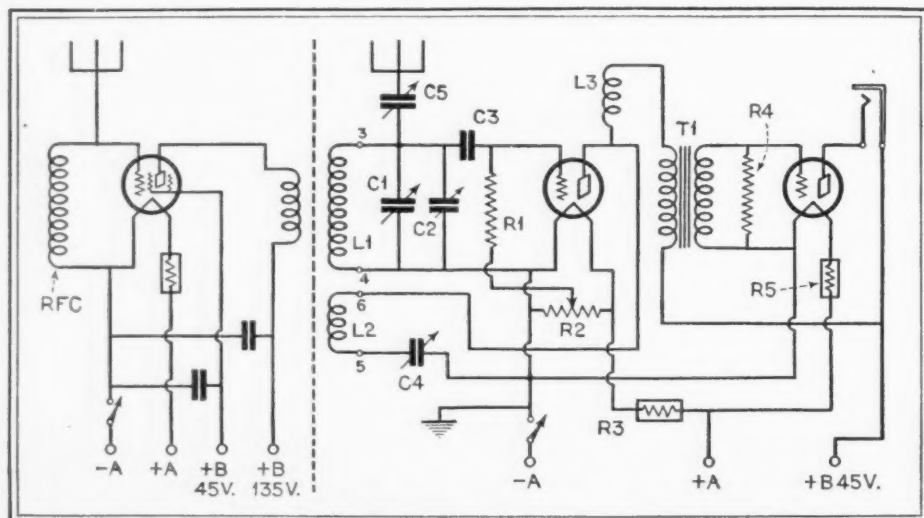 C5
C3
L3
R4
3
T1
C1
C2
R1
L1
4
R5
RFC
6
R2
L2
5
C4
R3
-A
+A
+B
45V.
+B
135V.
-A
+A
+B 45V.